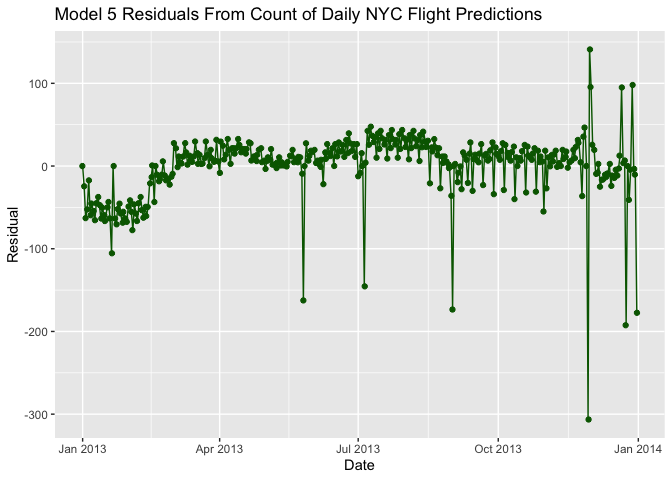 Model 5 Residuals From Count of Daily NYC Flight Predictions
100
0
-100
-200
-300
Residual
Jan 2013
Apr 2013
Jul 2013
Oct 2013
Jan 2014
Date